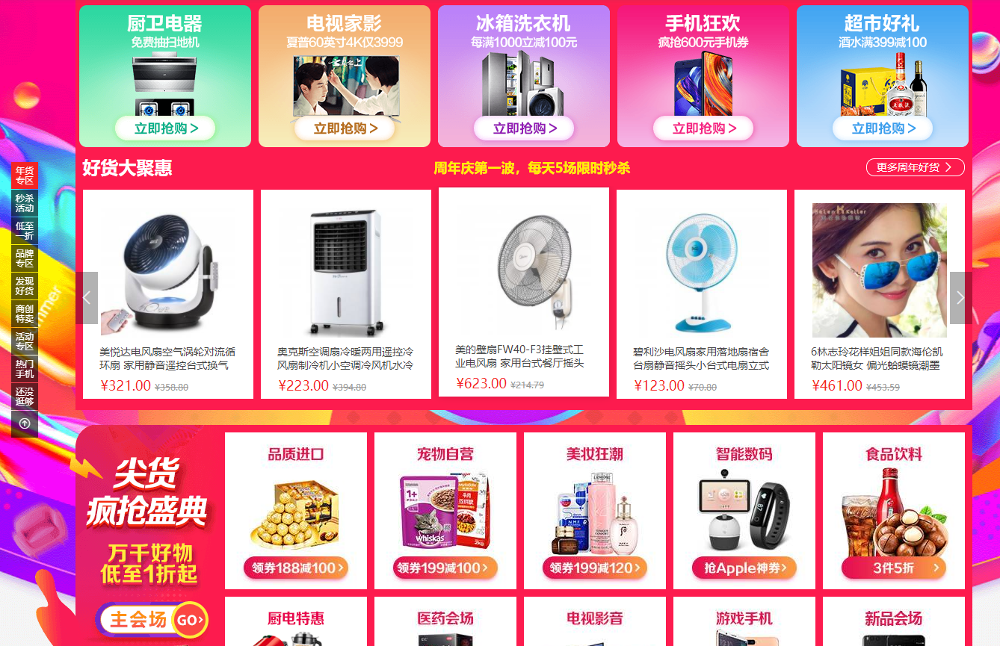 厨卫电器
免费抽扫地机
立即抢购 >
电视家影
夏普60英寸4K仅3999
立即抢购 >
冰箱洗衣机
每满1000立减100元
立即抢购 >
手机狂欢
疯抢600元手机券
立即抢购 >
超市好礼
酒水满399减100
立即抢购 >
年货
专区
秒杀
活动
低至
一折
品牌
专区
发现
好货
商创
特卖
活动
专区
热门
手机
还没
逛够
好货大聚惠
周年庆第一波，每天5场限时秒杀
更多周年好货 >
美悦达电风扇空气涡轮对流循
环扇 家用静音遥控台式换气
¥321.00 ¥358.80
奥克斯空调扇冷暖两用遥控冷
风扇制冷机小空调冷风机水冷
¥223.00 ¥394.80
美的壁扇FW40-F3挂壁式工
业电风扇 家用台式餐厅摇头
¥623.00 ¥214.79
碧利沙电风扇家用落地扇宿舍
台扇静音摇头小台式电扇立式
¥123.00 ¥70.80
6林志玲花样姐姐同款海伦凯
勒太阳镜女 偏光蛤蟆镜潮墨
¥461.00 ¥453.59
尖货
疯抢盛典
万千好物
低至1折起
主会场 GO>
品质进口
领券188减100 >
宠物自营
1+
whiskas
牛肉
领券199减100 >
美妆狂潮
LANCOME
NMF
领券199减120 >
智能数码
抢Apple神券>
食品饮料
3件5折 >
厨电特惠
医药会场
电视影音
游戏手机
新品会场